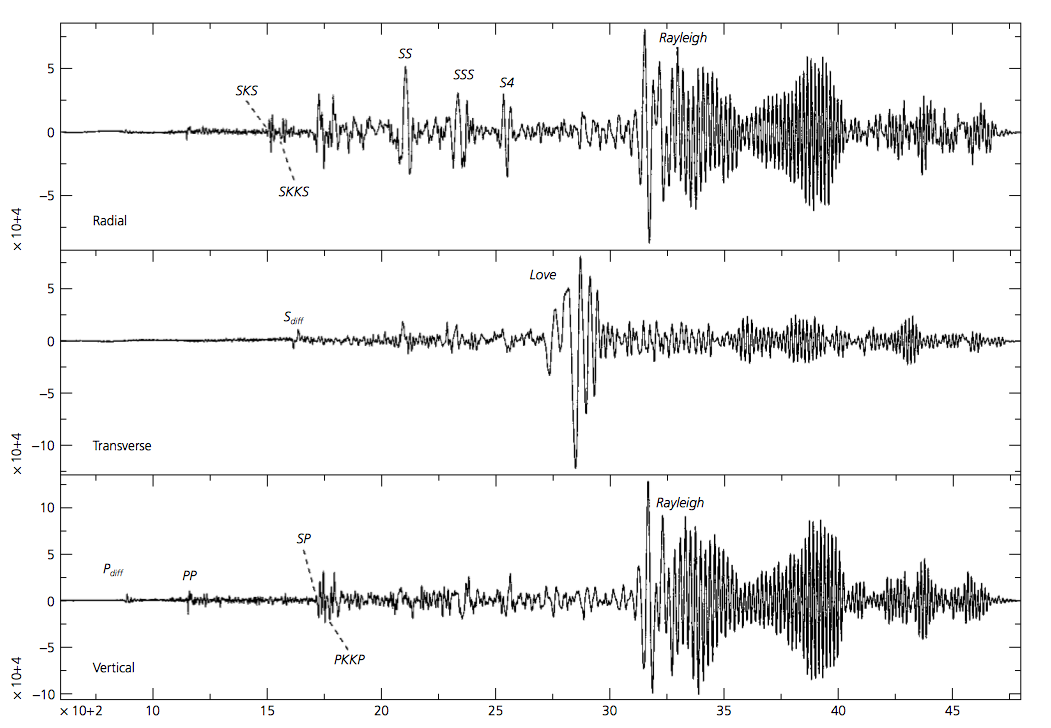 Rayleigh
SS
SSS
S4
SKS
SKKS
5
0
−5
×10+4
Radial
Love
S_diff
5
0
−5
−10
×10+4
Transverse
Rayleigh
SP
P_diff
PP
PKKP
10
5
0
−5
−10
×10+4
Vertical
×10+2 10 15 20 25 30 35 40 45